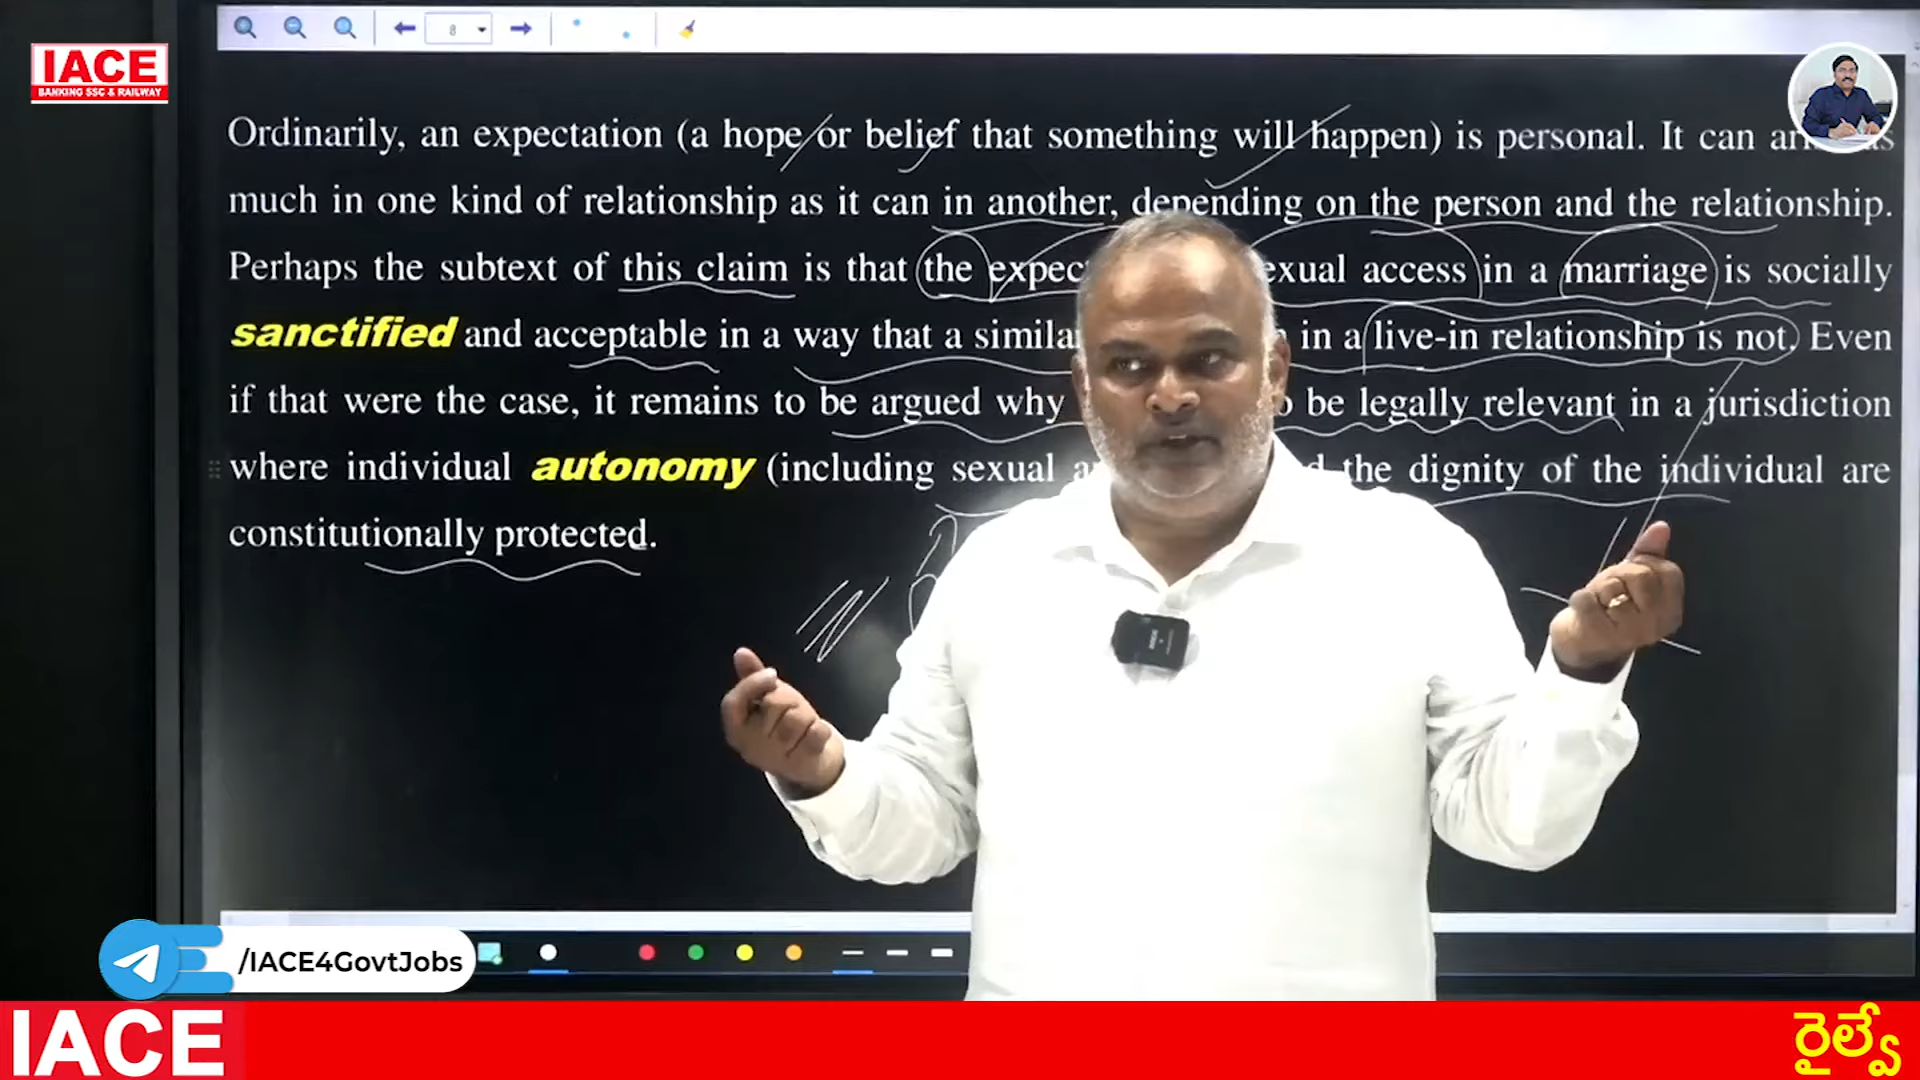 8
IACE
BANKING SSC & RAILWAY
Ordinarily, an expectation (a hope or belief that something will happen) is personal. It can as
much in one kind of relationship as it can in another, depending on the person and the relationship.
Perhaps the subtext of this claim is that the expec exual access in a marriage is socially
sanctified and acceptable in a way that a simila in a live-in relationship is not. Even
if that were the case, it remains to be argued why be legally relevant in a jurisdiction
where individual autonomy (including sexual the dignity of the individual are
constitutionally protected.
/IACE4GovtJobs
IACE
రైల్వే